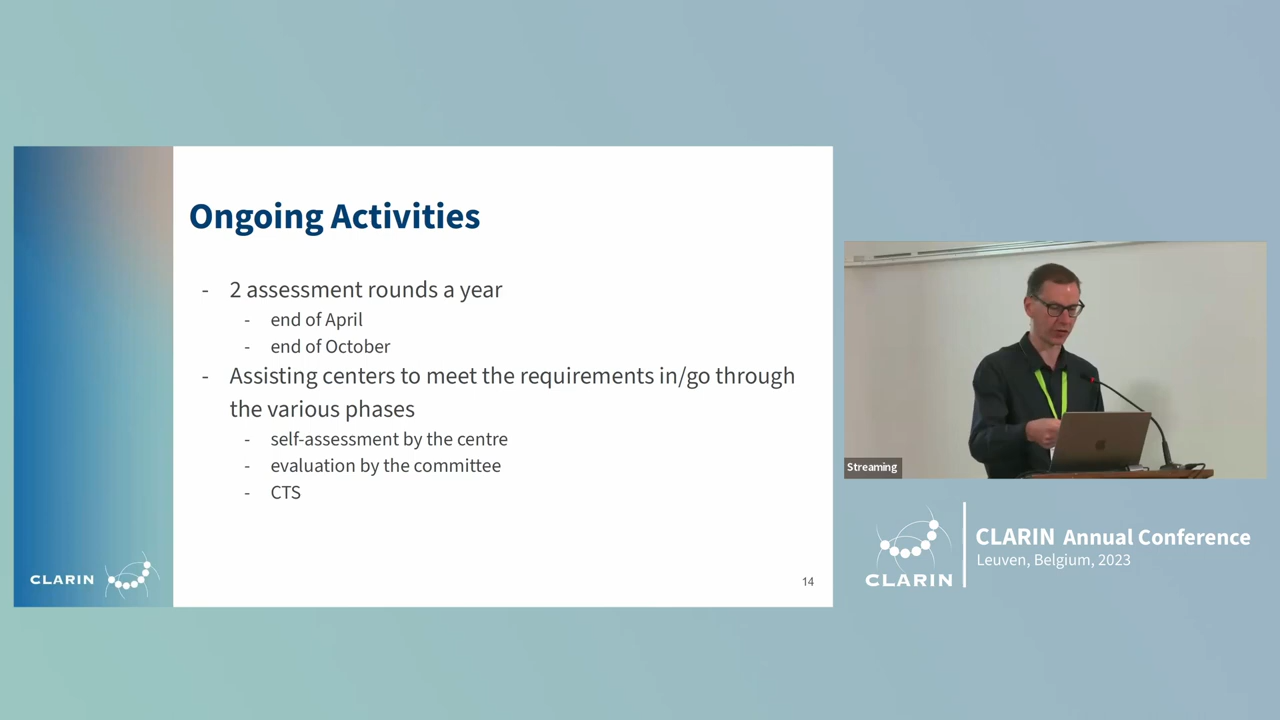 Ongoing Activities
- 2 assessment rounds a year
- end of April
- end of October
- Assisting centers to meet the requirements in/go through
the various phases
- self-assessment by the centre
- evaluation by the committee
- CTS
CLARIN
14
Streaming
CLARIN
CLARIN Annual Conference
Leuven, Belgium, 2023